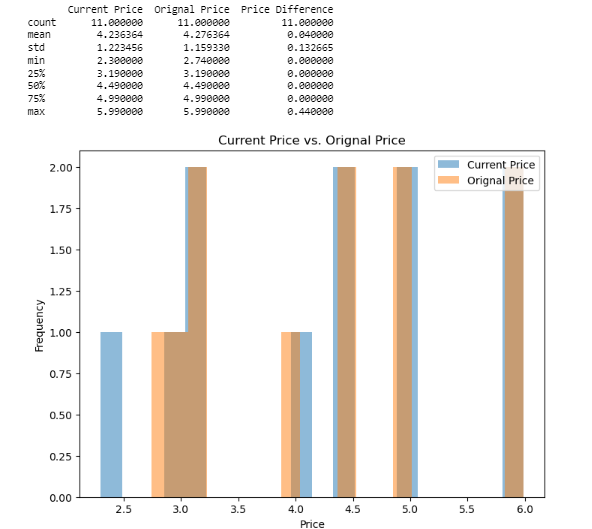 Current Price Orignal Price Price Difference
count 11.000000 11.000000 11.000000
mean 4.236364 4.276364 0.040000
std 1.223456 1.159330 0.132665
min 2.300000 2.740000 0.000000
25% 3.190000 3.190000 0.000000
50% 4.490000 4.490000 0.000000
75% 4.990000 4.990000 0.000000
max 5.990000 5.990000 0.440000
Current Price vs. Orignal Price
Current Price
Orignal Price
2.00
1.75
1.50
1.25
1.00
0.75
0.50
0.25
0.00
Frequency
2.5 3.0 3.5 4.0 4.5 5.0 5.5 6.0
Price